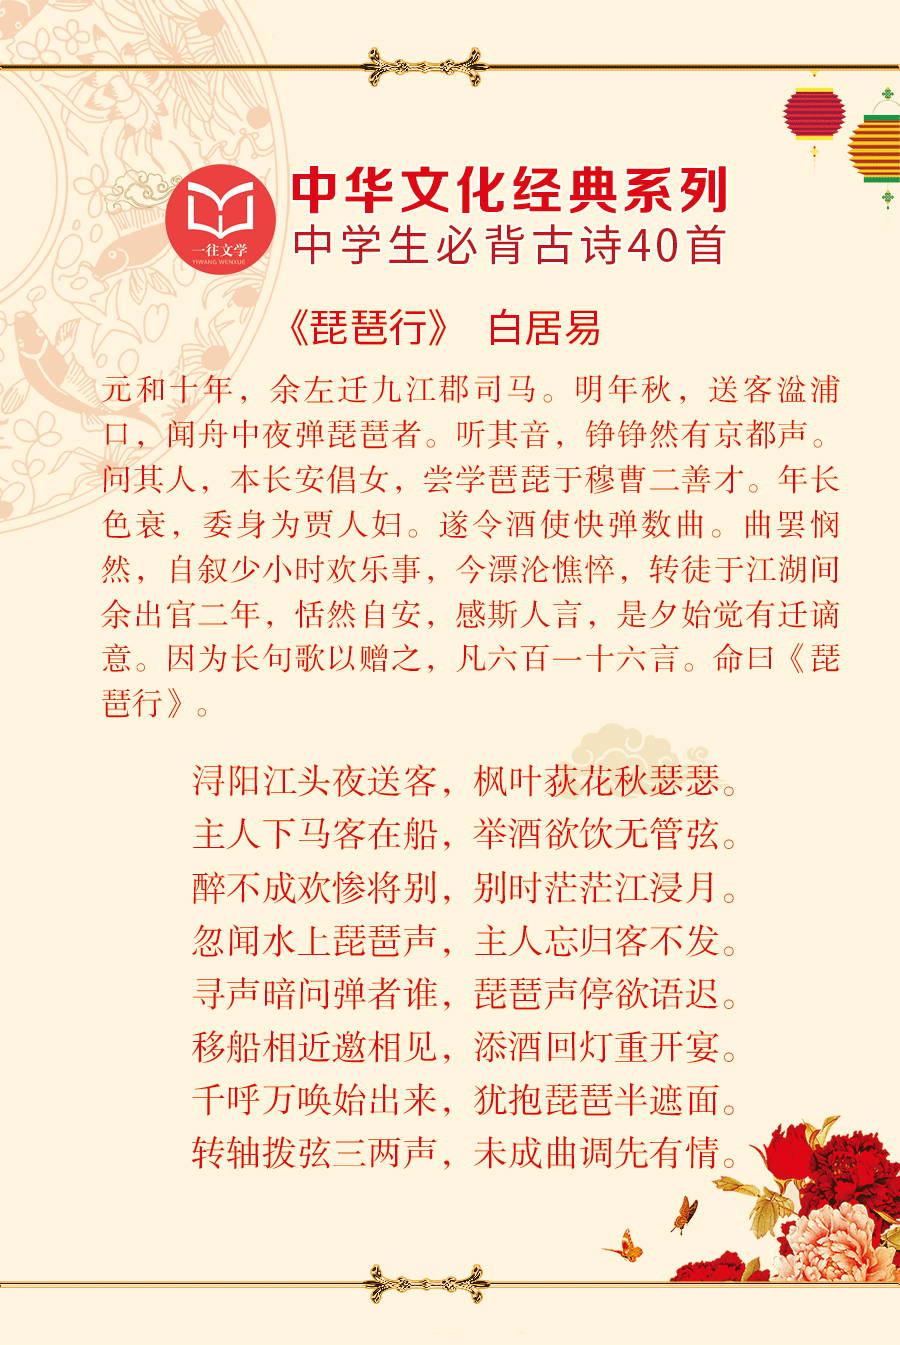 中华文化经典系列
一往文学
YIWANG WENXUE
中学生必背古诗40首
《琵琶行》 白居易
元和十年，余左迁九江郡司马。明年秋，送客湓浦
口，闻舟中夜弹琵琶者。听其音，铮铮然有京都声。
问其人，本长安倡女，尝学琶琵于穆曹二善才。年长
色衰，委身为贾人妇。遂令酒使快弹数曲。曲罢悯
然，自叙少小时欢乐事，今漂沦憔悴，转徒于江湖间
余出官二年，恬然自安，感斯人言，是夕始觉有迁谪
意。因为长句歌以赠之，凡六百一十六言。命曰《琵
琶行》。
浔阳江头夜送客，枫叶荻花秋瑟瑟。
主人下马客在船，举酒欲饮无管弦。
醉不成欢惨将别，别时茫茫江浸月。
忽闻水上琵琶声，主人忘归客不发。
寻声暗问弹者谁，琵琶声停欲语迟。
移船相近邀相见，添酒回灯重开宴。
千呼万唤始出来，犹抱琵琶半遮面。
转轴拨弦三两声，未成曲调先有情。